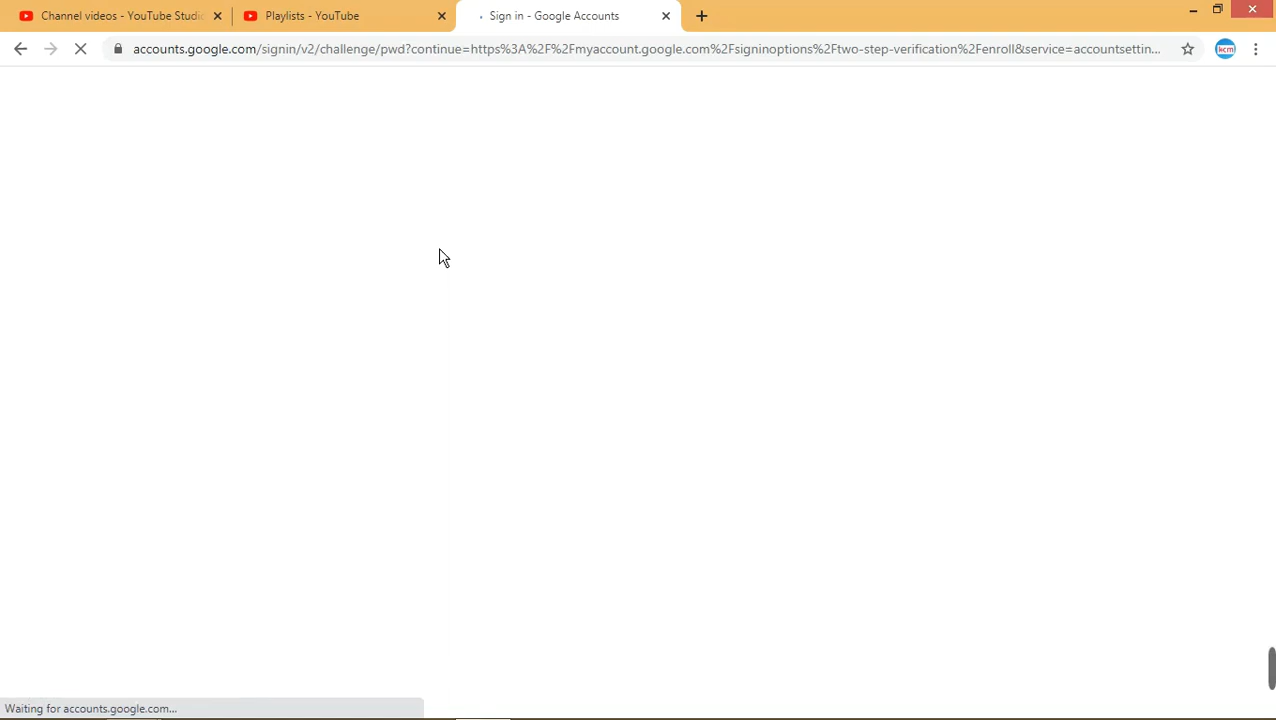 Channel videos - YouTube Studio
Playlists - YouTube
Sign in - Google Accounts
accounts.google.com/signin/v2/challenge/pwd?continue=https%3A%2F%2Fmyaccount.google.com%2Fsigninoptions%2Ftwo-step-verification%2Fenroll&service=accountsettin...
kcm
Waiting for accounts.google.com...